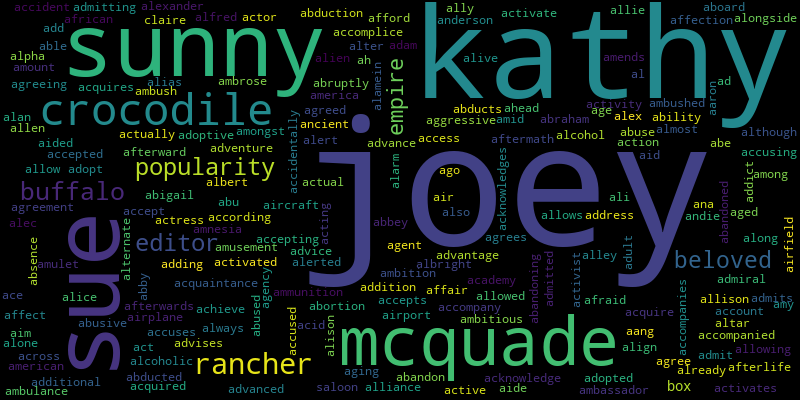 accident admitting alexander abduction ally activate allie aboard
african claire alfred actor afford anderson affection alongside
add accomplice
able sunny kathy alter adam amends
alpha alien ah alive al ad
amount abruptly
agreeing acquires alias ambrose empire alamein aaron
ambush america abducts ahead activity ambushed
crocodile agreed aggressive amid age alex ability
alan ancient abraham
allen actually adoptive amongst accidentally alert joey aftermath alcohol abuse almost although
aided advance access action abe
accepted afterward adventure acknowledges aid accusing
allow adopt popularity albert actual alarm ago addict among
buffalo abigail air ali ana abandoned
agreement accept abu aircraft also allows address andie aged
actress according acting abbey
alec amnesia agrees alley adult along airfield
absence sue alternate editor amusement accepting advice agent advantage activist beloved
adding activated alerted albright admitted
amulet abby acquaintance agency ambition academy abandoning admiral
ace alice ammunition addition affair allowed afraid allison admits
afterwards achieve abortion accepts accompany acquire account amy
affect abusive airplane always abused accused acid alison airport ambitious accompanies altar
aim accuses mcquade aang accompanied
alone act advises align allowing
across alcoholic rancher agree admit
american abducted aging abandon acknowledge adopted already afterlife
additional acquired advanced saloon alliance active aide ambassador box activates
ambulance